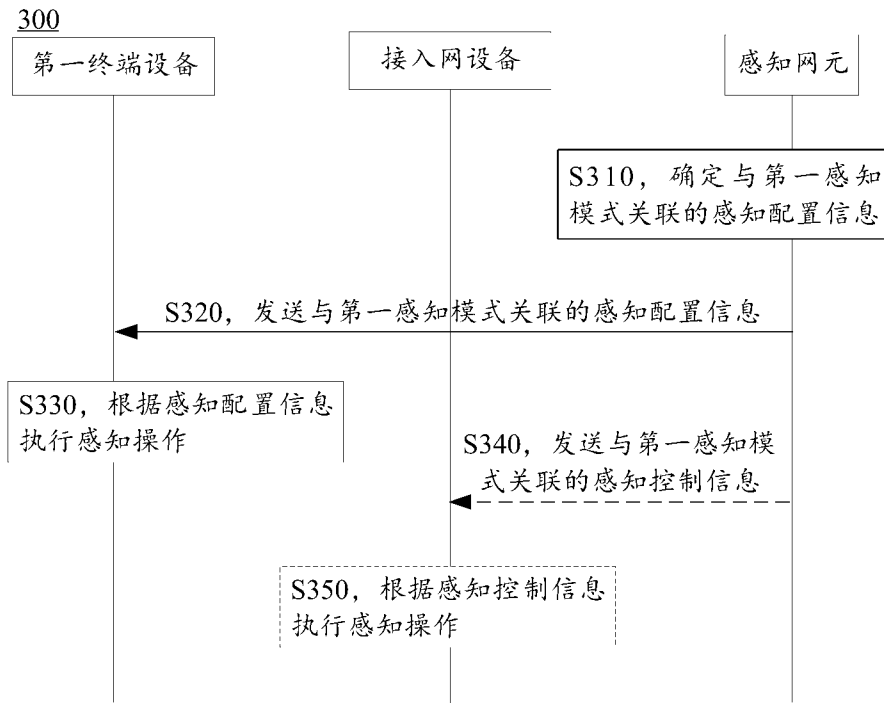 300
第一终端设备
接入网设备
感知网元
S310，确定与第一感知
模式关联的感知配置信息
S320，发送与第一感知模式关联的感知配置信息
S330，根据感知配置信息
执行感知操作
S340，发送与第一感知模
式关联的感知控制信息
S350，根据感知控制信息
执行感知操作